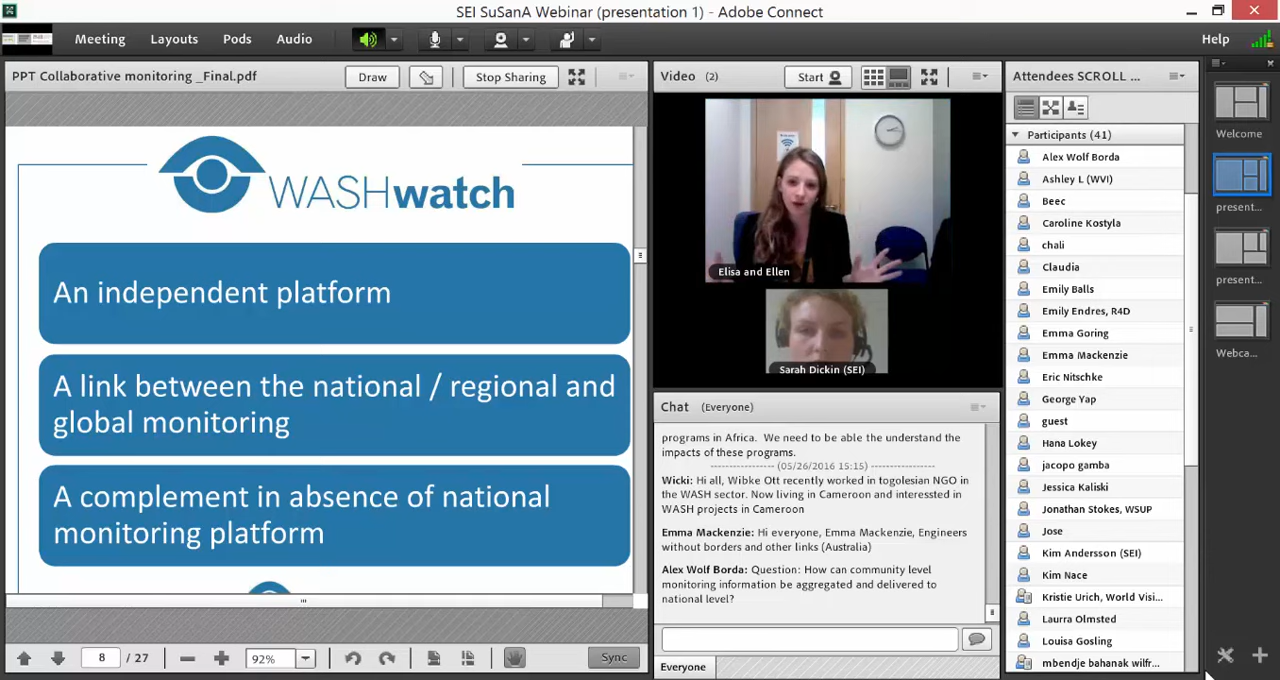 SEI SuSanA Webinar (presentation 1) - Adobe Connect
Meeting
Layouts
Pods
Audio
Help
PPT Collaborative monitoring _Final.pdf
Draw
Stop Sharing
WASHwatch
An independent platform
A link between the national / regional and
global monitoring
A complement in absence of national
monitoring platform
8 / 27
92%
Sync
Video (2)
Start
Elisa and Ellen
Sarah Dickin (SEI)
Chat (Everyone)
programs in Africa. We need to be able the understand the
impacts of these programs.
----------------- (05/26/2016 15:15) -----------------
Wicki: Hi all, Wibke Ott recently worked in togolesian NGO in
the WASH sector. Now living in Cameroon and interessted in
WASH projects in Cameroon
Emma Mackenzie: Hi everyone, Emma Mackenzie, Engineers
without borders and other links (Australia)
Alex Wolf Borda: Question: How can community level
monitoring information be aggregated and delivered to
national level?
Everyone
Attendees SCROLL ...
Participants (41)
Alex Wolf Borda
Ashley L (WVI)
Beec
Caroline Kostyla
chali
Claudia
Emily Balls
Emily Endres, R4D
Emma Goring
Emma Mackenzie
Eric Nitschke
George Yap
guest
Hana Lokey
jacopo gamba
Jessica Kaliski
Jonathan Stokes, WSUP
Jose
Kim Andersson (SEI)
Kim Nace
Kristie Urich, World Visi...
Laurra Olmsted
Louisa Gosling
mbendje bahanak wilfr...
Welcome
present...
present...
Webca...